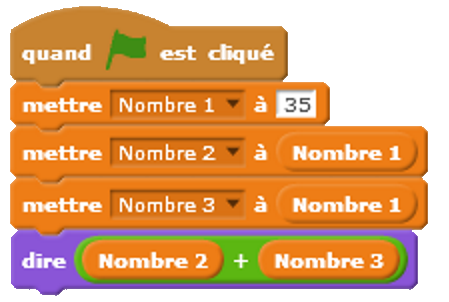 quand est cliqué
mettre Nombre 1 à 35
mettre Nombre 2 à Nombre 1
mettre Nombre 3 à Nombre 1
dire Nombre 2 + Nombre 3